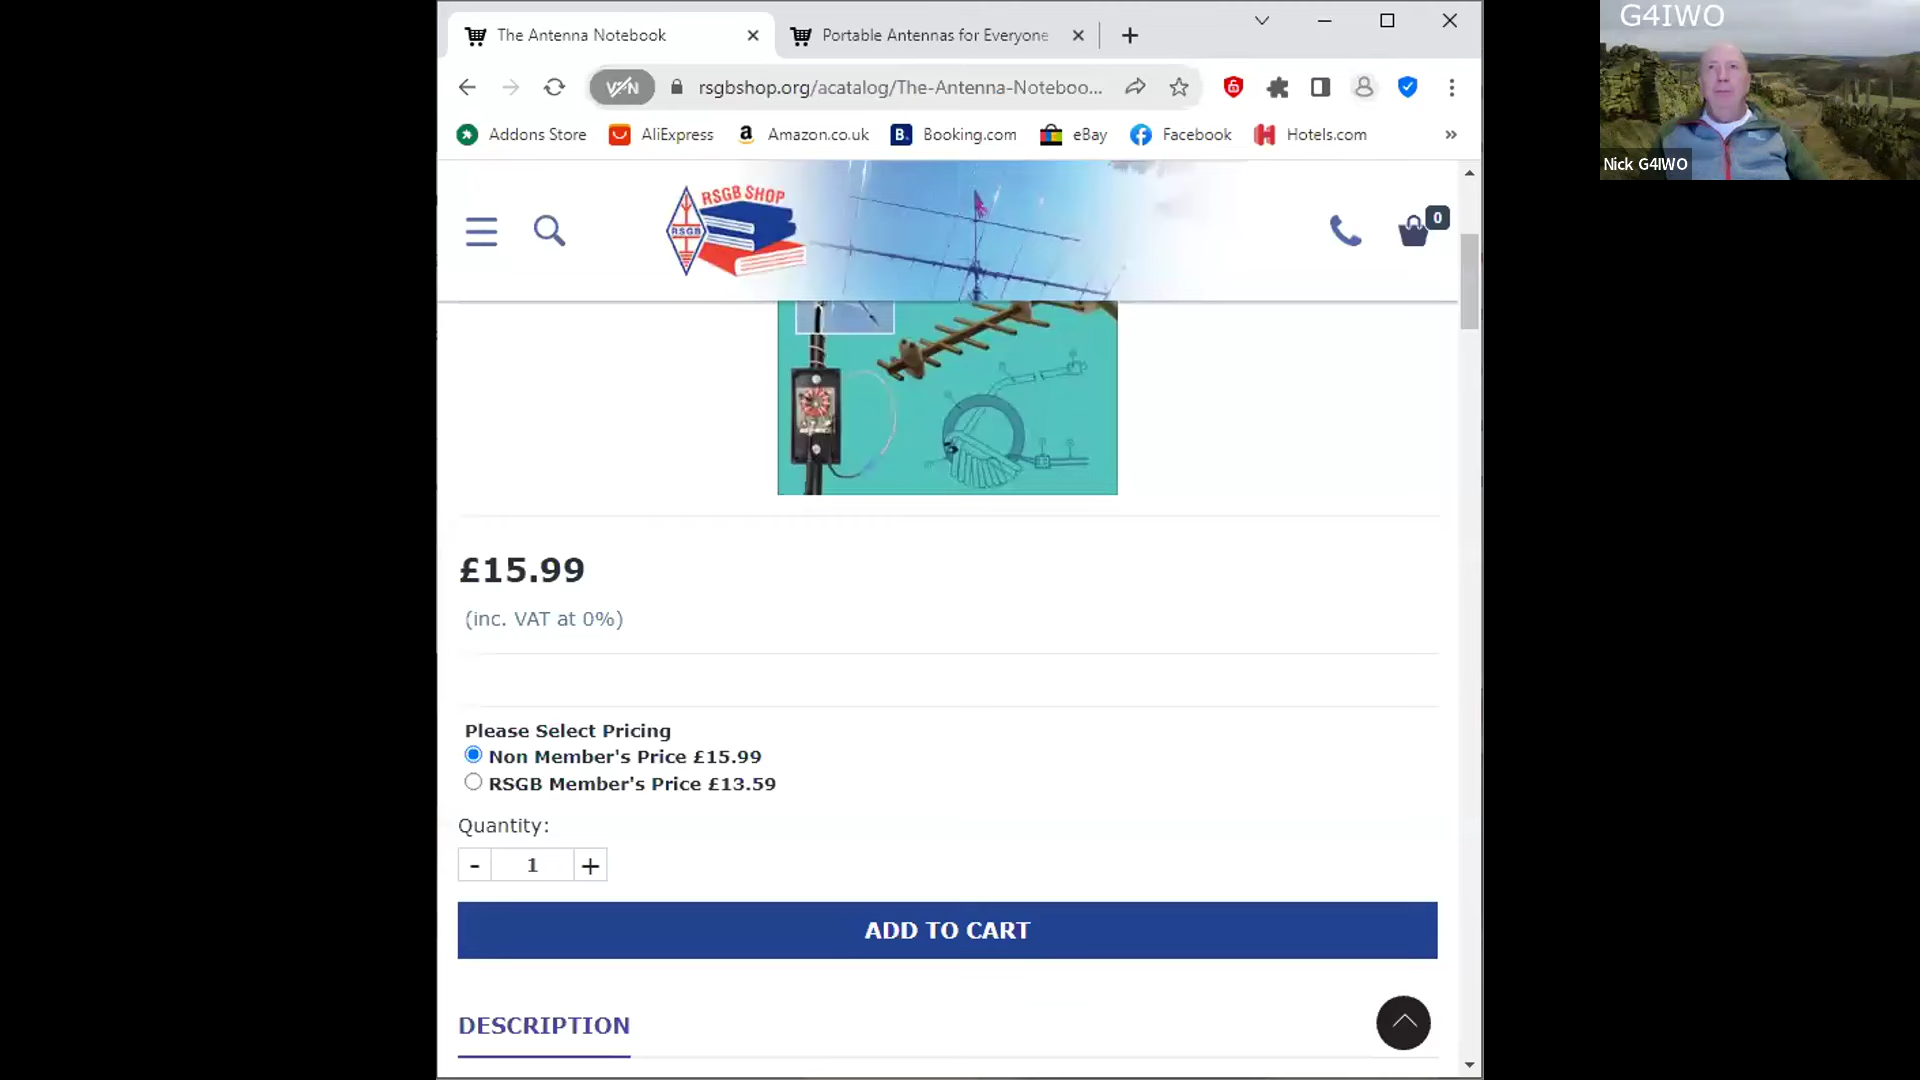 The Antenna Notebook
Portable Antennas for Everyone
VPN
rsgbshop.org/acatalog/The-Antenna-Noteboo...
6
Addons Store
AliExpress
a
Amazon.co.uk
B.
Booking.com
eBay
Facebook
Hotels.com
»
RSGB SHOP
RSGB
0
£15.99
(inc. VAT at 0%)
Please Select Pricing
Non Member's Price £15.99
RSGB Member's Price £13.59
Quantity:
- 1 +
ADD TO CART
DESCRIPTION
G4IWO
Nick G4IWO